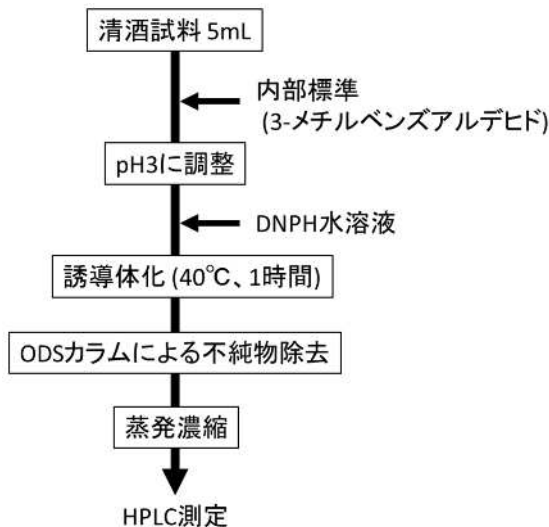 清酒試料 5mL
内部標準
(3-メチルベンズアルデヒド)
pH3に調整
DNPH水溶液
誘導体化 (40℃、1時間)
ODSカラムによる不純物除去
蒸発濃縮
HPLC測定